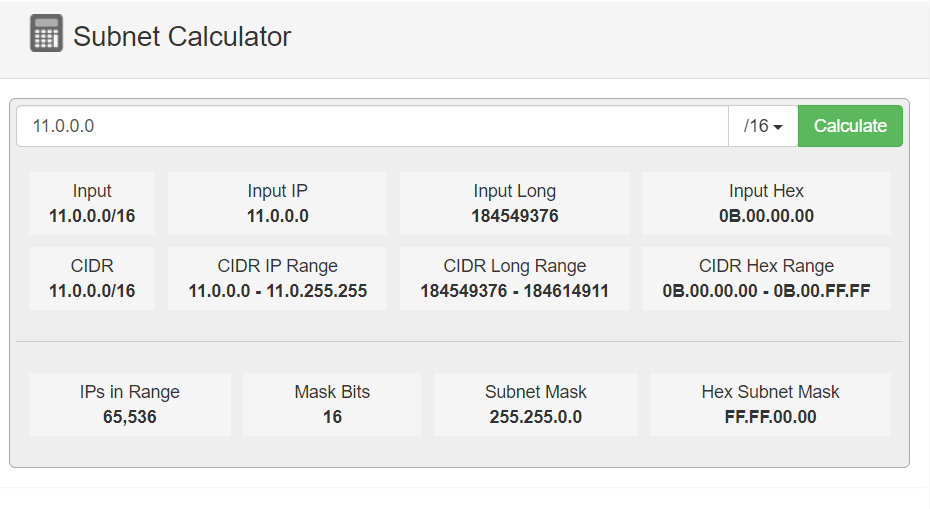 Subnet Calculator
11.0.0.0
/16
Calculate
Input
11.0.0.0/16
Input IP
11.0.0.0
Input Long
184549376
Input Hex
0B.00.00.00
CIDR
11.0.0.0/16
CIDR IP Range
11.0.0.0 - 11.0.255.255
CIDR Long Range
184549376 - 184614911
CIDR Hex Range
0B.00.00.00 - 0B.00.FF.FF
IPs in Range
65,536
Mask Bits
16
Subnet Mask
255.255.0.0
Hex Subnet Mask
FF.FF.00.00